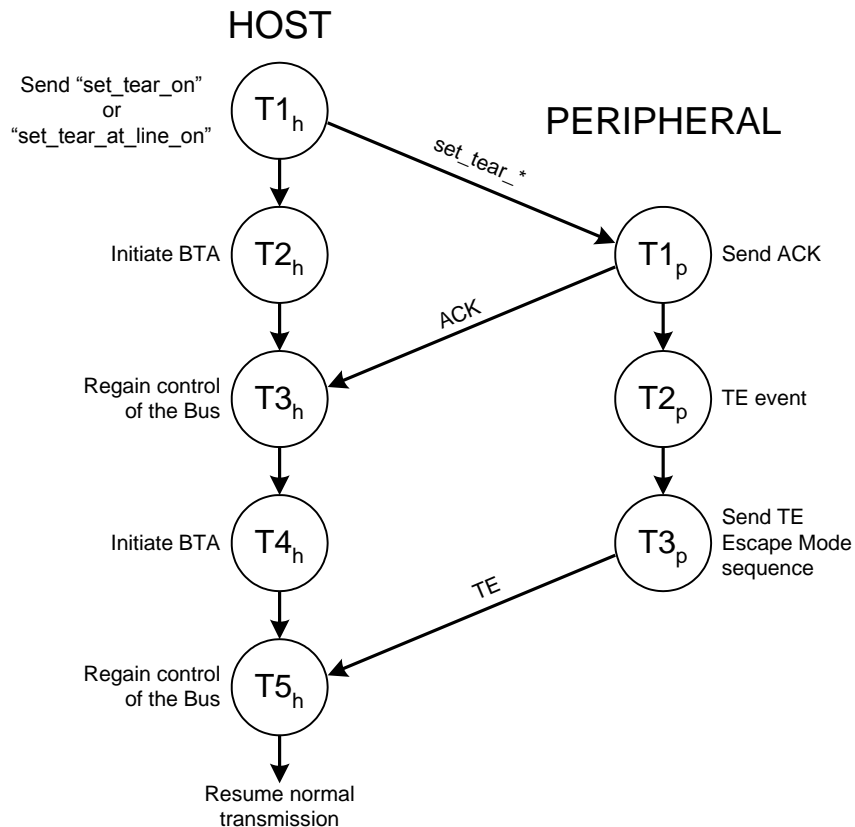 HOST
Send “set_tear_on”
or
“set_tear_at_line_on”
T1h
PERIPHERAL
set_tear_*
Initiate BTA
T2h
T1p
Send ACK
ACK
Regain control
of the Bus
T3h
T2p
TE event
Initiate BTA
T4h
T3p
Send TE
Escape Mode
sequence
TE
Regain control
of the Bus
T5h
Resume normal
transmission